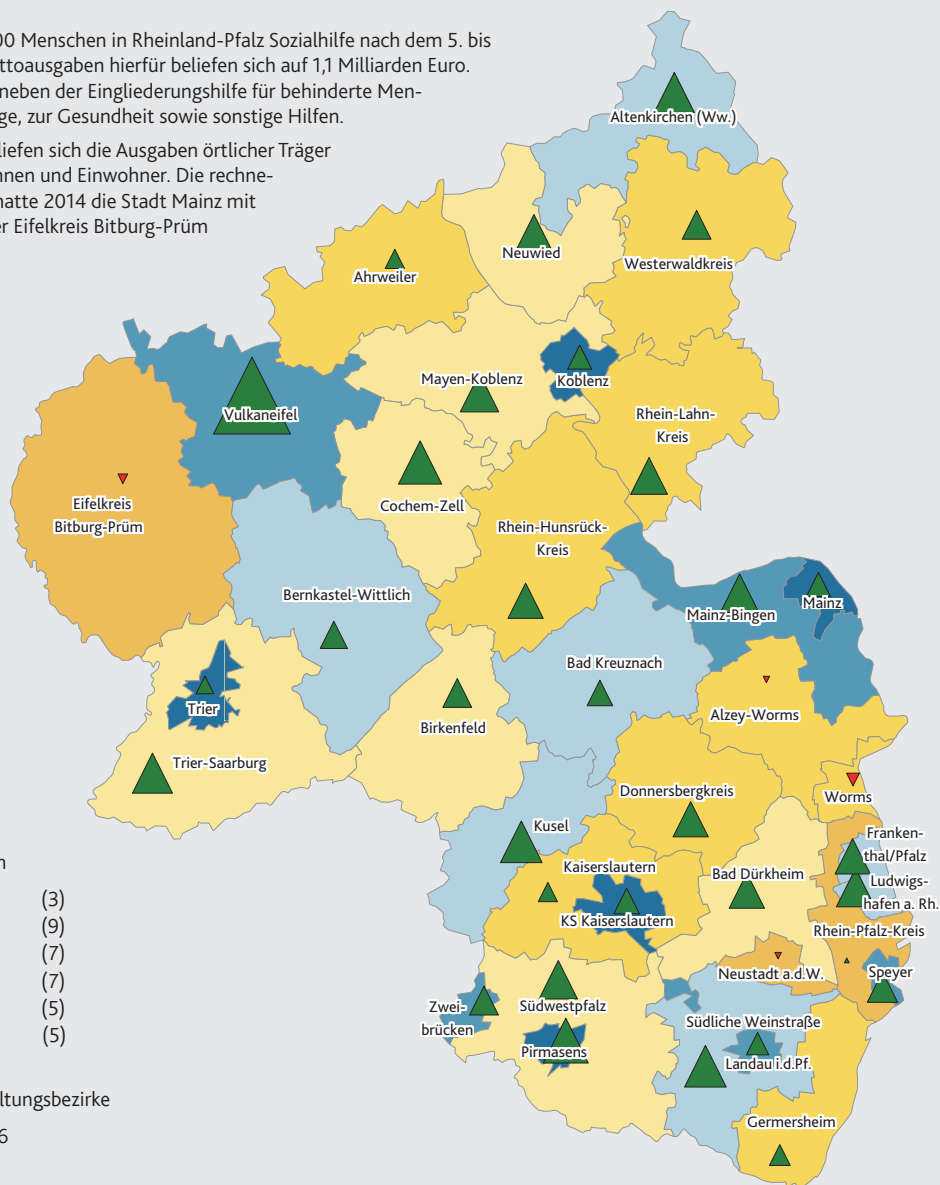 00 Menschen in Rheinland-Pfalz Sozialhilfe nach dem 5. bis
ttoausgaben hierfür beliefen sich auf 1,1 Milliarden Euro.
neben der Eingliederungshilfe für behinderte Men-
ge, zur Gesundheit sowie sonstige Hilfen.
liefen sich die Ausgaben örtlicher Träger
nnen und Einwohner. Die rechne-
hatte 2014 die Stadt Mainz mit
er Eifelkreis Bitburg-Prüm
Altenkirchen (Ww.)
Neuwied
Westerwaldkreis
Ahrweiler
Mayen-Koblenz
Koblenz
Vulkaneifel
Rhein-Lahn-
Kreis
Cochem-Zell
Eifelkreis
Bitburg-Prüm
Rhein-Hunsrück-
Kreis
Bernkastel-Wittlich
Mainz-Bingen
Mainz
Bad Kreuznach
Trier
Birkenfeld
Alzey-Worms
Trier-Saarburg
Donnersbergkreis
Worms
Kusel
Franken-
thal/Pfalz
Kaiserslautern
Bad Dürkheim
Ludwigs-
hafen a. Rh.
KS Kaiserslautern
Rhein-Pfalz-Kreis
Neustadt a.d.W.
Speyer
Zwei-
brücken
Südwestpfalz
Südliche Weinstraße
Pirmasens
Landau i.d.Pf.
Germersheim
n
(3)
(9)
(7)
(7)
(5)
(5)
ltungsbezirke
6